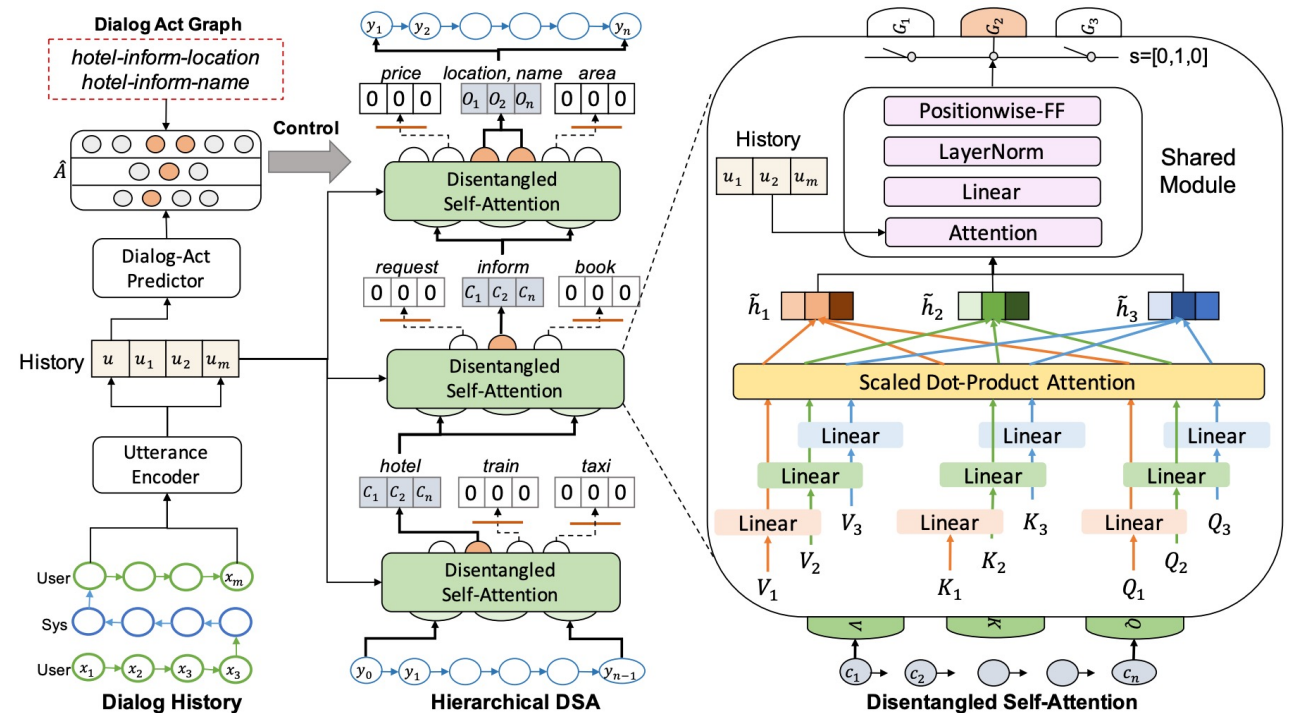 Dialog Act Graph
hotel-inform-location
hotel-inform-name
Â
Control
Dialog-Act
Predictor
History
u u₁ u₂ uₘ
Utterance
Encoder
User
xₘ
Sys
User x₁ x₂ x₃ x₃
Dialog History
y₁ y₂ yₙ
price location, name area
0 0 0 O₁ O₂ Oₙ 0 0 0
Disentangled
Self-Attention
request inform book
0 0 0 C₁ C₂ Cₙ 0 0 0
Disentangled
Self-Attention
hotel train taxi
C₁ C₂ Cₙ 0 0 0 0 0 0
Disentangled
Self-Attention
y₀ y₁ yₙ₋₁
Hierarchical DSA
G₁ G₂ G₃
s=[0,1,0]
Positionwise-FF
LayerNorm
Linear
Attention
History
u₁ u₂ uₘ
Shared
Module
h̃₁ h̃₂ h̃₃
Scaled Dot-Product Attention
Linear Linear Linear
Linear Linear Linear
Linear Linear Linear
V₃ K₃ Q₃
V₂ K₂ Q₂
V₁ K₁ Q₁
V K Q
c₁ c₂ cₙ
Disentangled Self-Attention